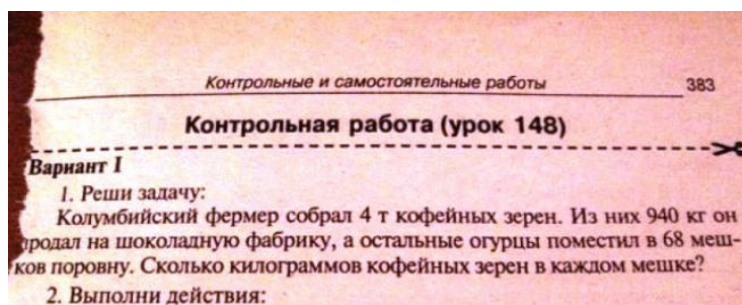 Контрольные и самостоятельные работы 383
Контрольная работа (урок 148)
Вариант I
1. Реши задачу:
Колумбийский фермер собрал 4 т кофейных зерен. Из них 940 кг он
продал на шоколадную фабрику, а остальные огурцы поместил в 68 меш-
ков поровну. Сколько килограммов кофейных зерен в каждом мешке?
2. Выполни действия: